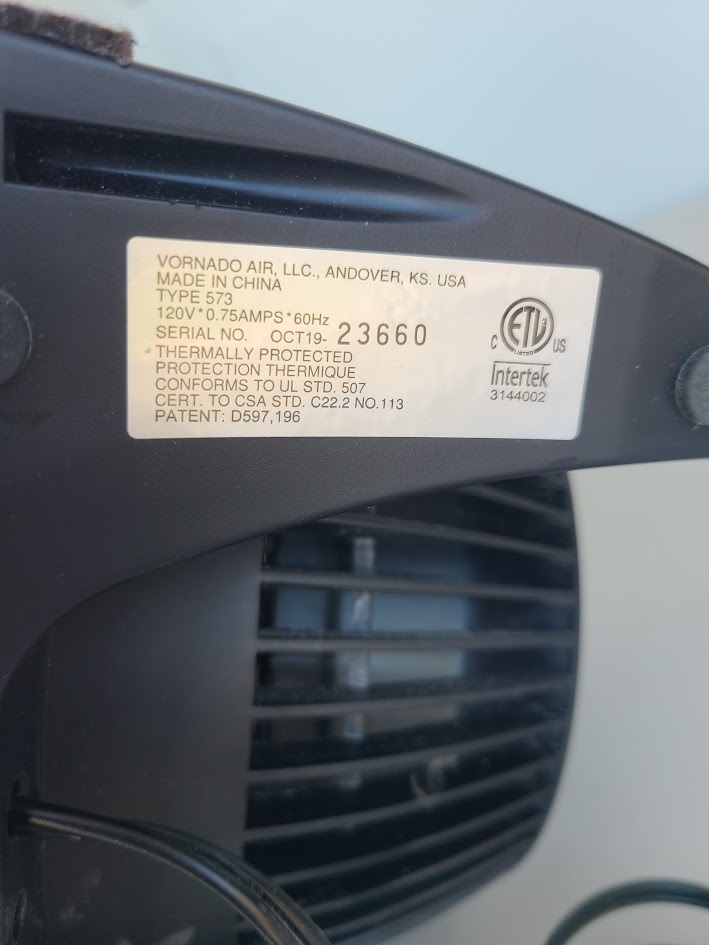 VORNADO AIR, LLC., ANDOVER, KS. USA
MADE IN CHINA
TYPE 573
120V*0.75AMPS*60Hz
SERIAL NO. OCT19- 23660
THERMALLY PROTECTED
PROTECTION THERMIQUE
CONFORMS TO UL STD. 507
CERT. TO CSA STD. C22.2 NO.113
PATENT: D597,196
ETL
LISTED
C US
Intertek
3144002